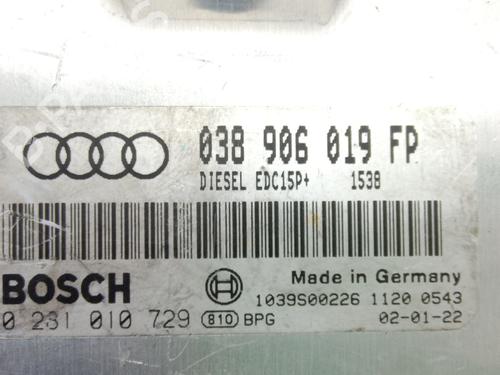 038 906 019 FP
DIESEL EDC15P+ 1538
BOSCH
Made in Germany
1039S00226 1120 0543
0 281 010 729 810 BPG 02-01-22